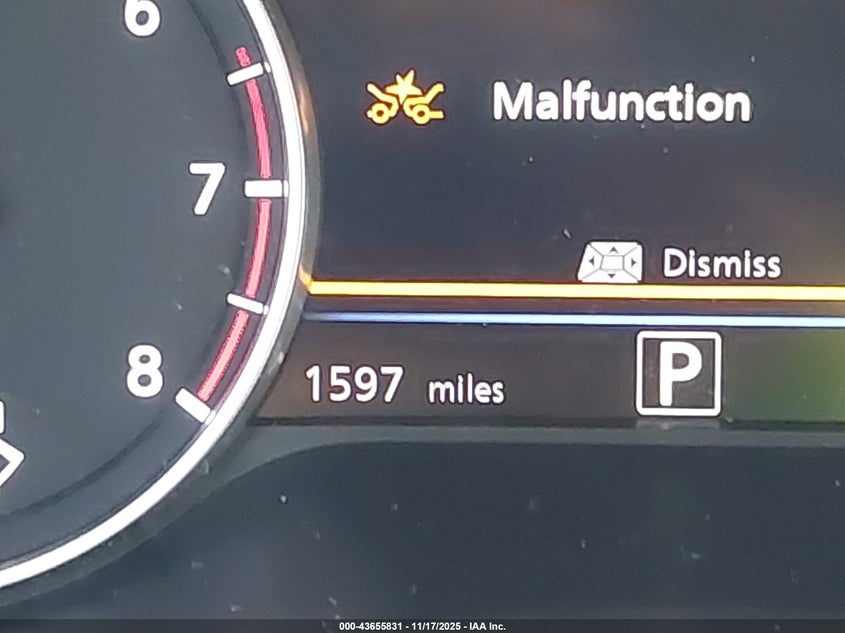 6
Malfunction
7
Dismiss
8
1597 miles
P
000-43655831 - 11/17/2025 - IAA Inc.